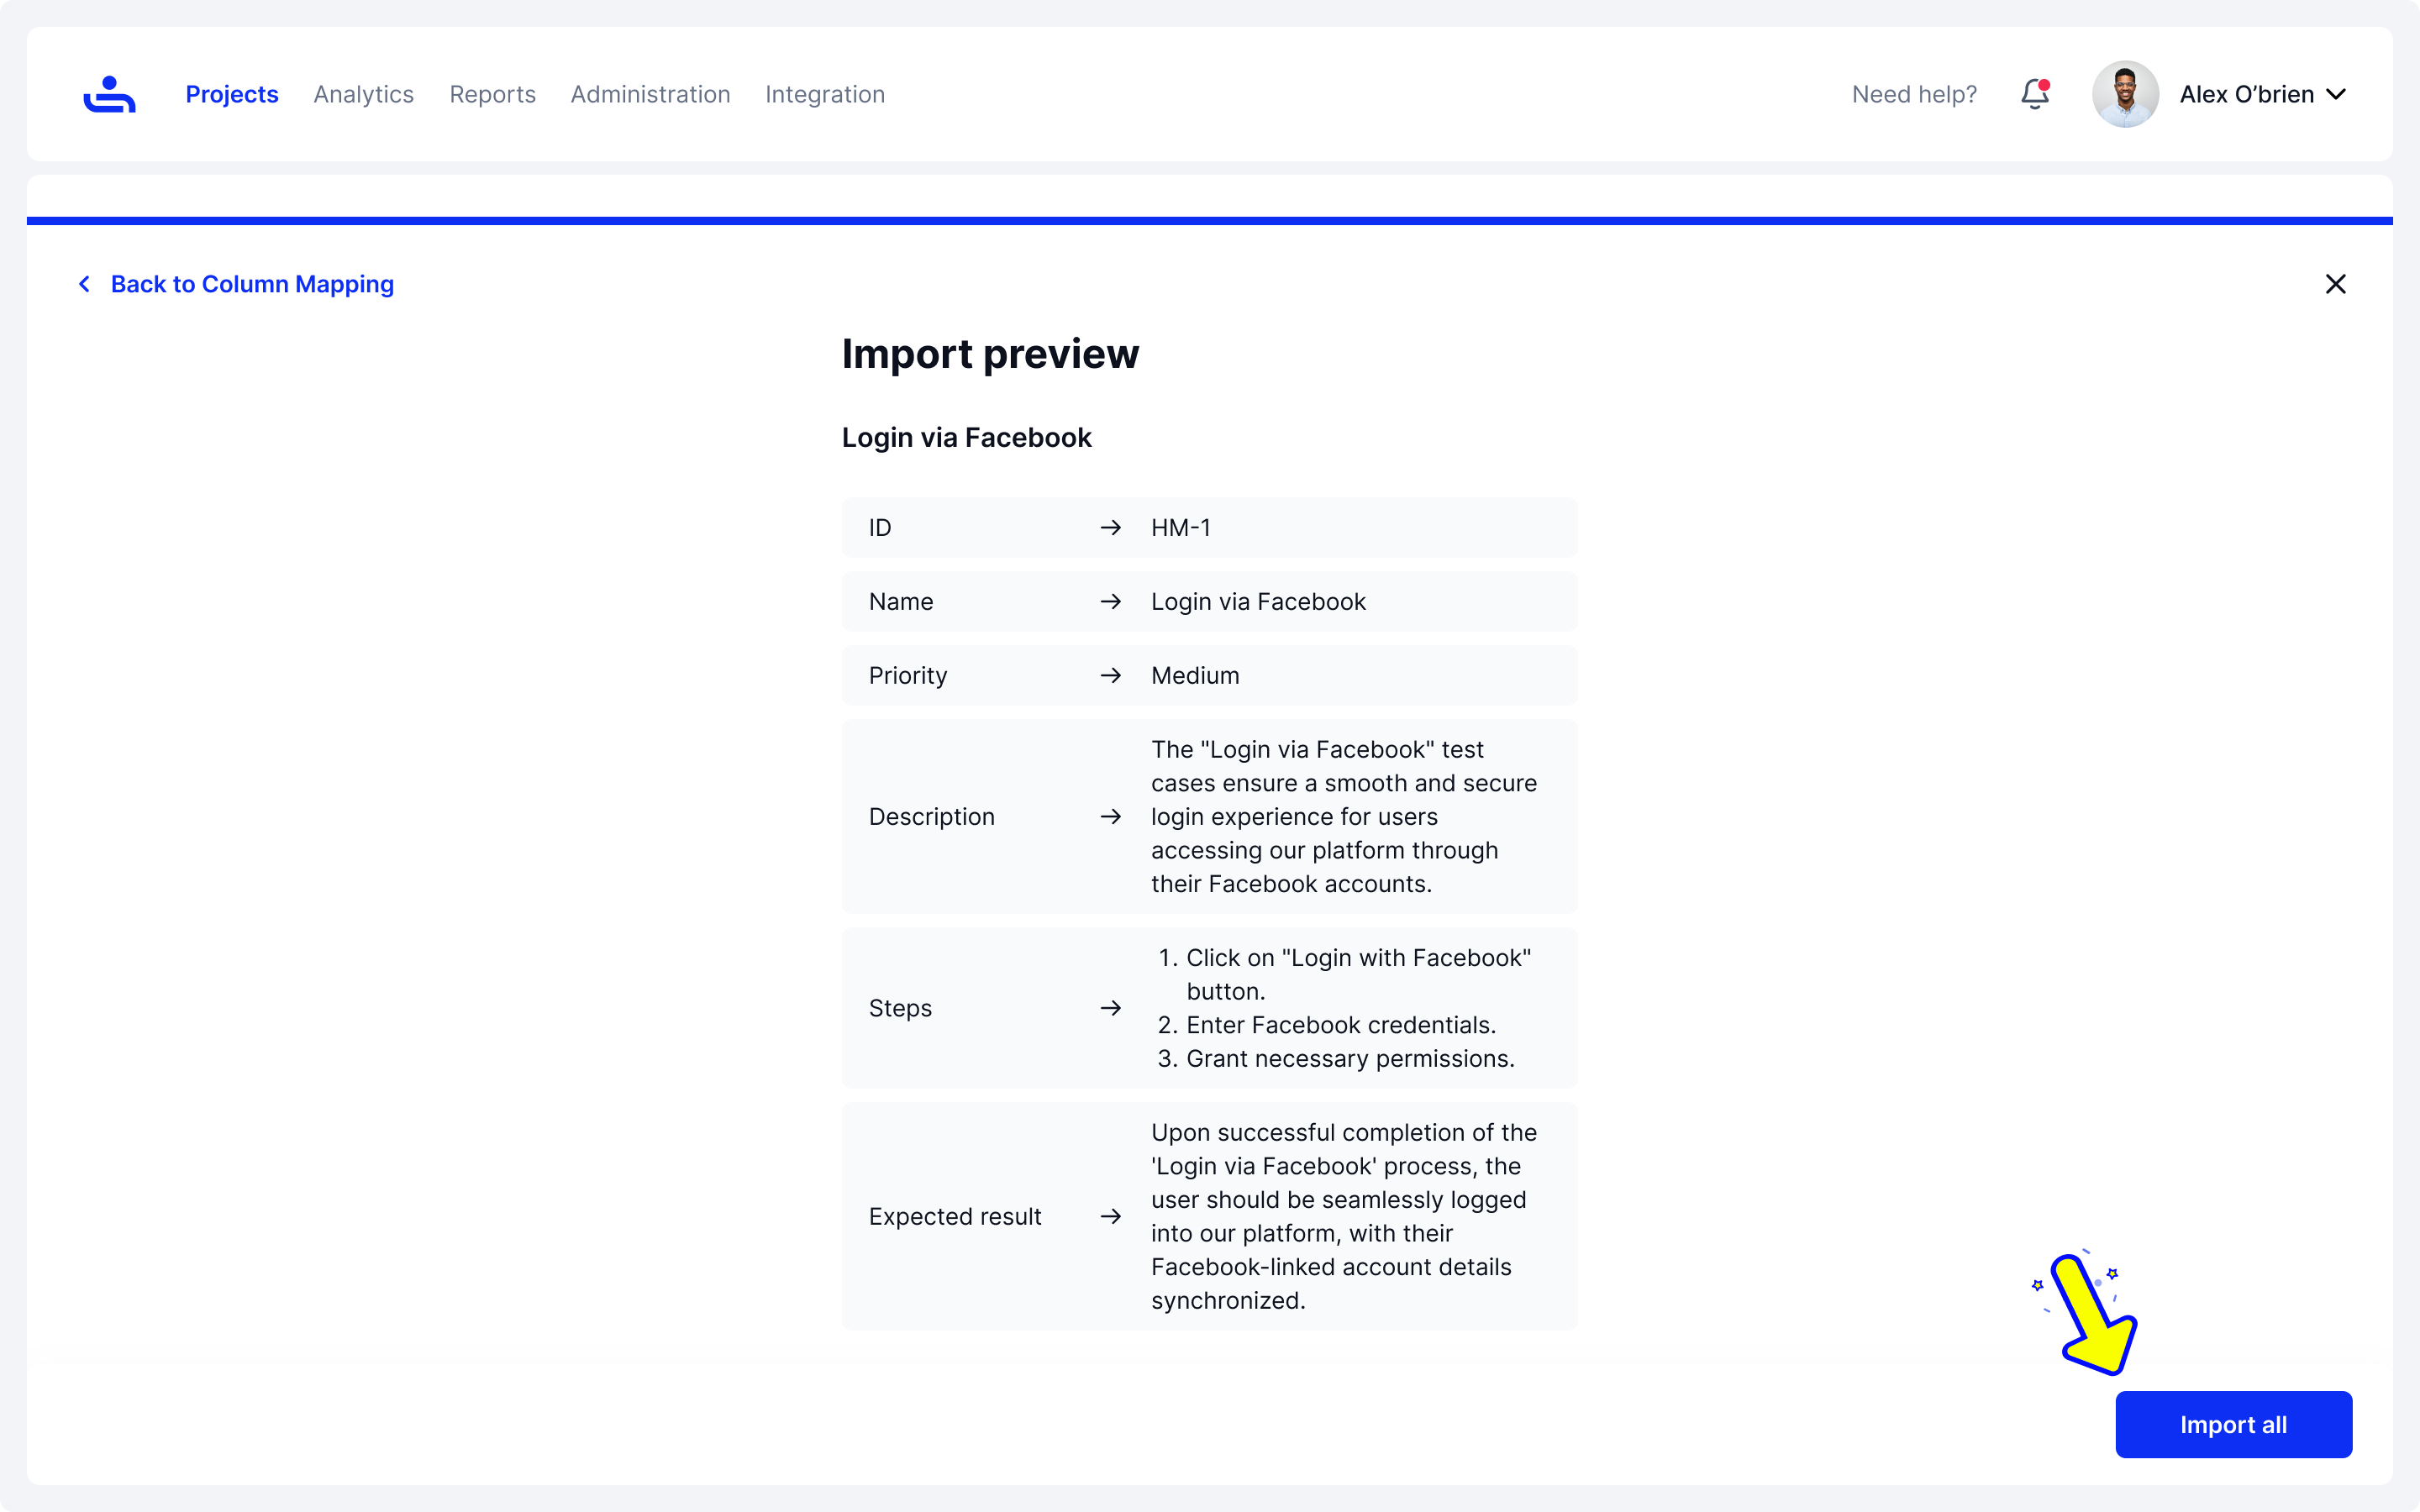 Projects Analytics Reports Administration Integration Need help? Alex O’brien
Back to Column Mapping
Import preview
Login via Facebook
ID → HM-1
Name → Login via Facebook
Priority → Medium
Description → The "Login via Facebook" test
cases ensure a smooth and secure
login experience for users
accessing our platform through
their Facebook accounts.
Steps → 1. Click on "Login with Facebook"
button.
2. Enter Facebook credentials.
3. Grant necessary permissions.
Expected result → Upon successful completion of the
'Login via Facebook' process, the
user should be seamlessly logged
into our platform, with their
Facebook-linked account details
synchronized.
Import all